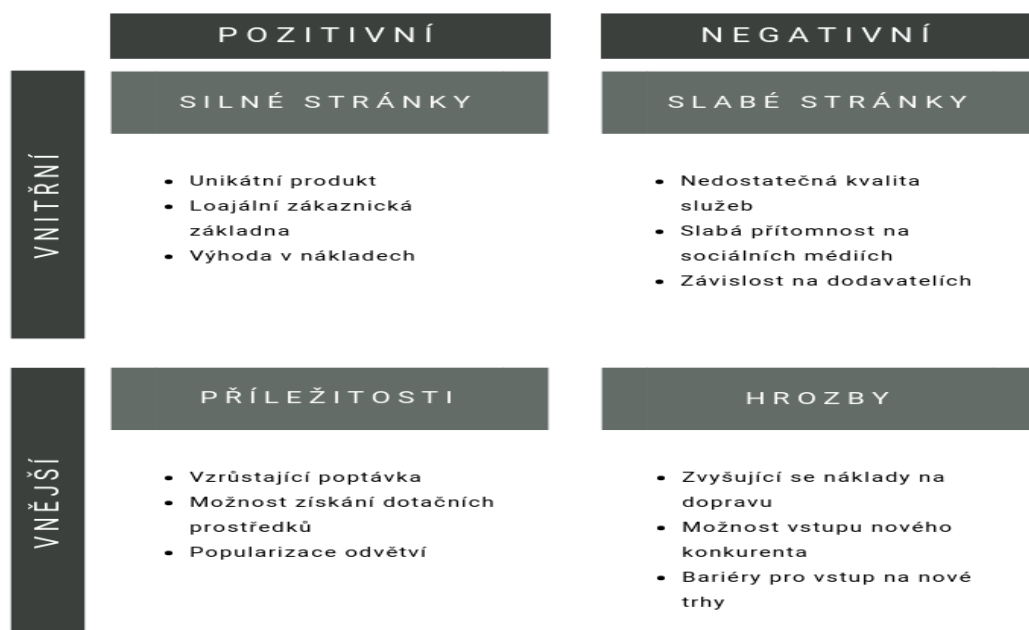 POZITIVNÍ
NEGATIVNÍ
VNITŘNÍ
SILNÉ STRÁNKY
• Unikátní produkt
• Loajální zákaznická
základna
• Výhoda v nákladech
SLABÉ STRÁNKY
• Nedostatečná kvalita
služeb
• Slabá přítomnost na
sociálních médiích
• Závislost na dodavatelích
VNĚJŠÍ
PŘÍLEŽITOSTI
• Vzrůstající poptávka
• Možnost získání dotačních
prostředků
• Popularizace odvětví
HROZBY
• Zvyšující se náklady na
dopravu
• Možnost vstupu nového
konkurenta
• Bariéry pro vstup na nové
trhy